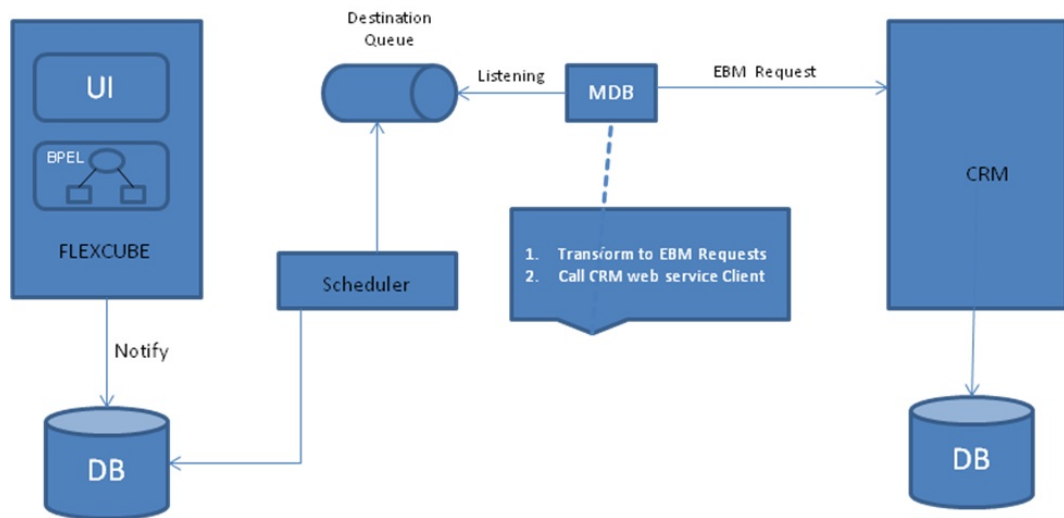 Destination
Queue
UI
BPEL
FLEXCUBE
Listening
MDB
EBM Request
CRM
Scheduler
1. Transform to EBM Requests
2. Call CRM web service Client
Notify
DB
DB